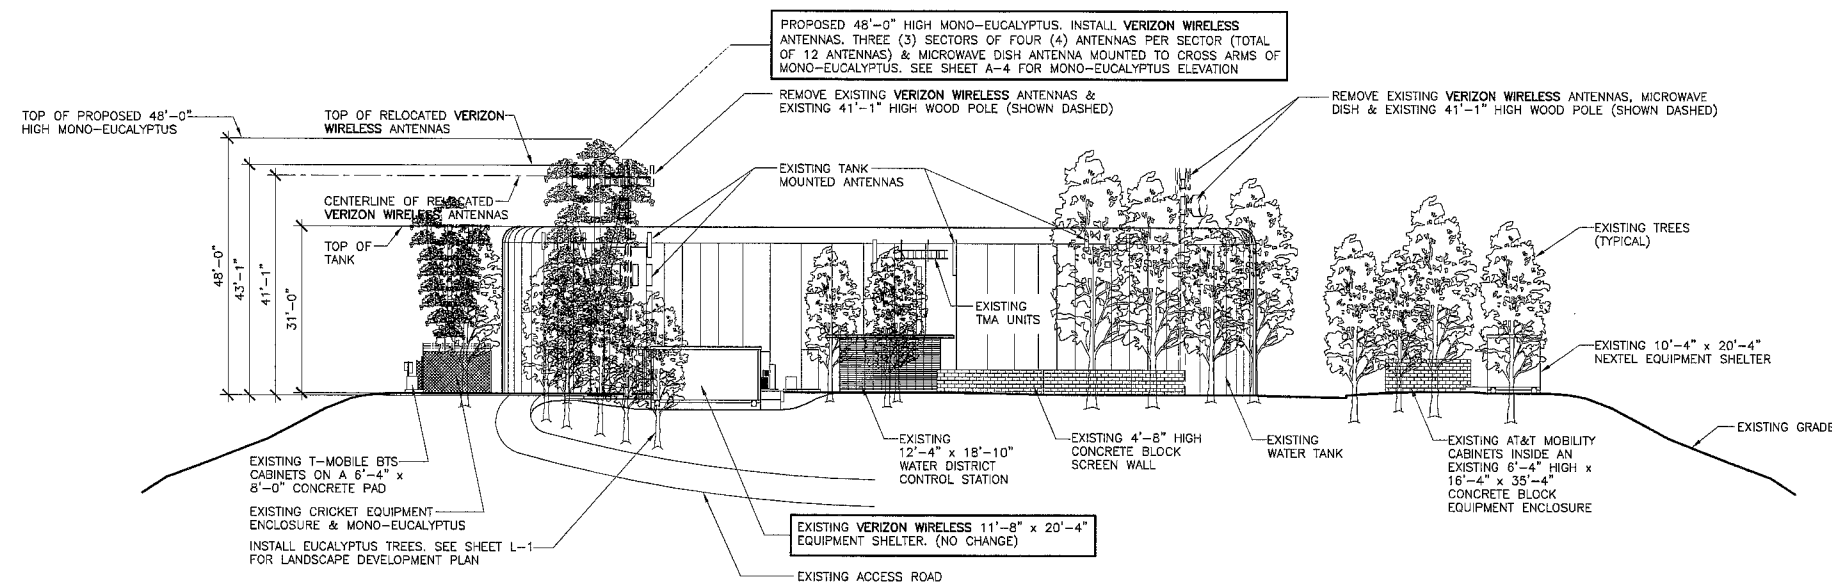 PROPOSED 48'-0" HIGH MONO-EUCALYPTUS. INSTALL VERIZON WIRELESS
ANTENNAS. THREE (3) SECTORS OF FOUR (4) ANTENNAS PER SECTOR (TOTAL
OF 12 ANTENNAS) & MICROWAVE DISH ANTENNA MOUNTED TO CROSS ARMS OF
MONO-EUCALYPTUS. SEE SHEET A-4 FOR MONO-EUCALYPTUS ELEVATION
TOP OF PROPOSED 48'-0"
HIGH MONO-EUCALYPTUS
TOP OF RELOCATED VERIZON
WIRELESS ANTENNAS
REMOVE EXISTING VERIZON WIRELESS ANTENNAS &
EXISTING 41'-1" HIGH WOOD POLE (SHOWN DASHED)
REMOVE EXISTING VERIZON WIRELESS ANTENNAS, MICROWAVE
DISH & EXISTING 41'-1" HIGH WOOD POLE (SHOWN DASHED)
EXISTING TANK
MOUNTED ANTENNAS
CENTERLINE OF RELOCATED
VERIZON WIRELESS ANTENNAS
TOP OF
TANK
EXISTING TREES
(TYPICAL)
48'-0"
43'-1"
41'-1"
31'-0"
EXISTING
TMA UNITS
EXISTING 10'-4" x 20'-4"
NEXTEL EQUIPMENT SHELTER
EXISTING GRADE
EXISTING T-MOBILE BTS
CABINETS ON A 6'-4" x
8'-0" CONCRETE PAD
EXISTING CRICKET EQUIPMENT
ENCLOSURE & MONO-EUCALYPTUS
INSTALL EUCALYPTUS TREES. SEE SHEET L-1
FOR LANDSCAPE DEVELOPMENT PLAN
EXISTING
12'-4" x 18'-10"
WATER DISTRICT
CONTROL STATION
EXISTING 4'-8" HIGH
CONCRETE BLOCK
SCREEN WALL
EXISTING
WATER TANK
EXISTING AT&T MOBILITY
CABINETS INSIDE AN
EXISTING 6'-4" HIGH x
16'-4" x 35'-4"
CONCRETE BLOCK
EQUIPMENT ENCLOSURE
EXISTING VERIZON WIRELESS 11'-8" x 20'-4"
EQUIPMENT SHELTER. (NO CHANGE)
EXISTING ACCESS ROAD